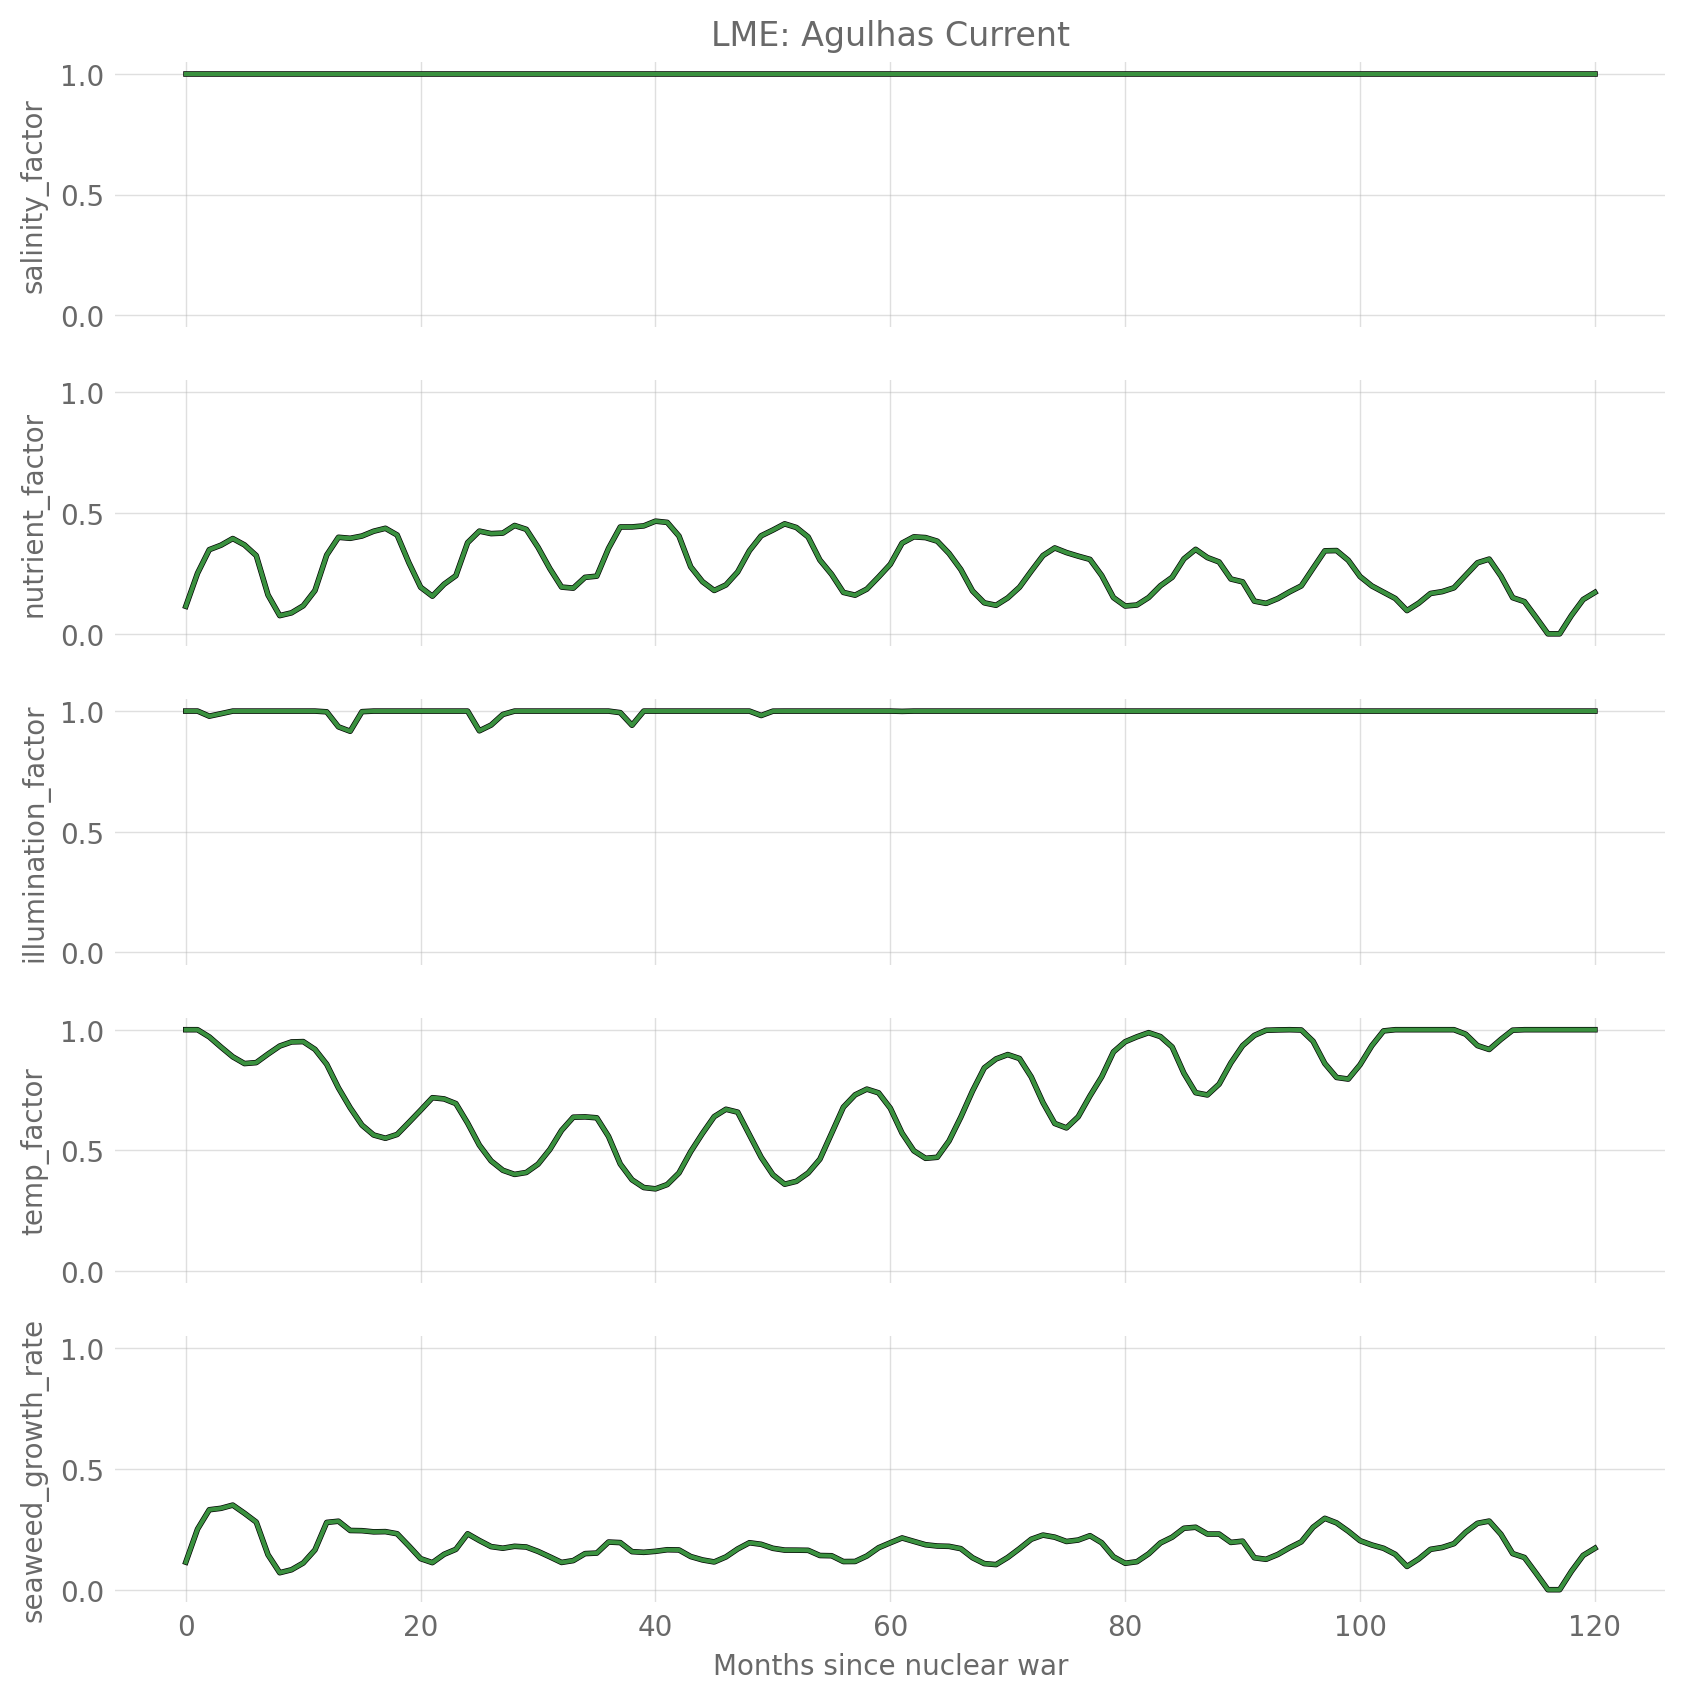 LME: Agulhas Current
salinity_factor
1.0
0.5
0.0
nutrient_factor
1.0
0.5
0.0
illumination_factor
1.0
0.5
0.0
temp_factor
1.0
0.5
0.0
seaweed_growth_rate
1.0
0.5
0.0
0 20 40 60 80 100 120
Months since nuclear war